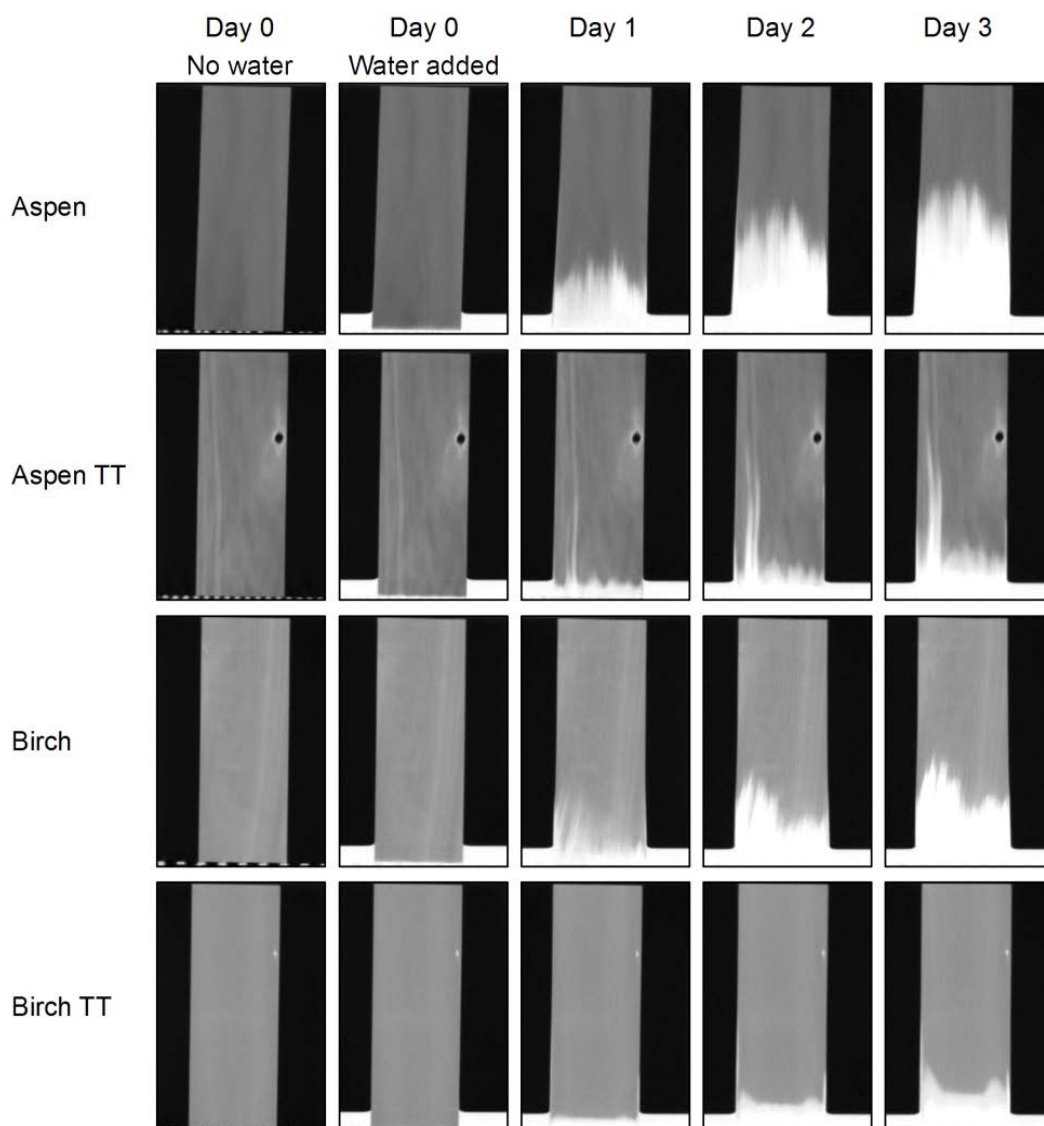 Day 0 Day 0 Day 1 Day 2 Day 3
No water Water added
Aspen
Aspen TT
Birch
Birch TT